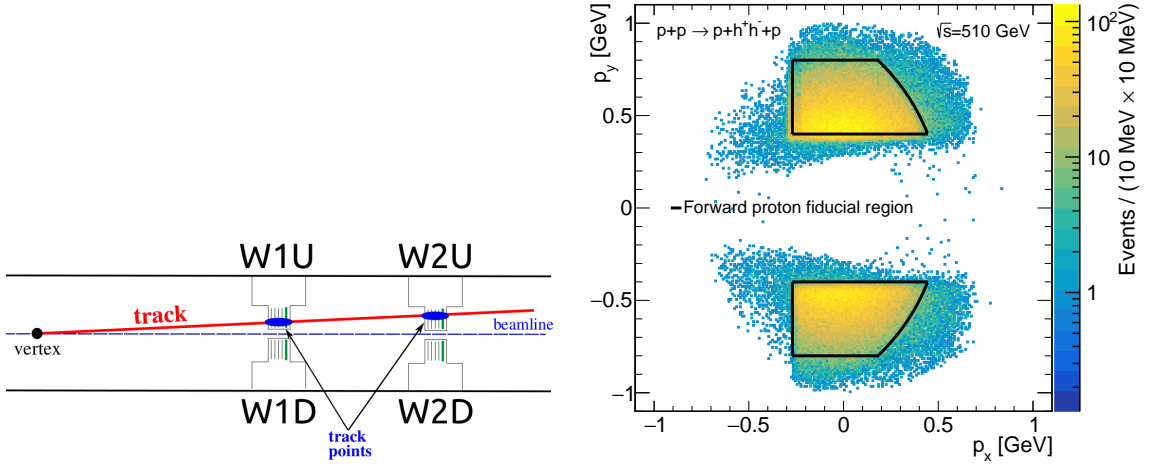 W1U W2U
track
beamline
vertex
W1D W2D
track
points
p+p → p+h⁺h⁻+p √s=510 GeV
p_y [GeV]
1
0.5
0
−0.5
−1
Forward proton fiducial region
−1 −0.5 0 0.5 1
p_x [GeV]
10²
10
1
Events / (10 MeV × 10 MeV)